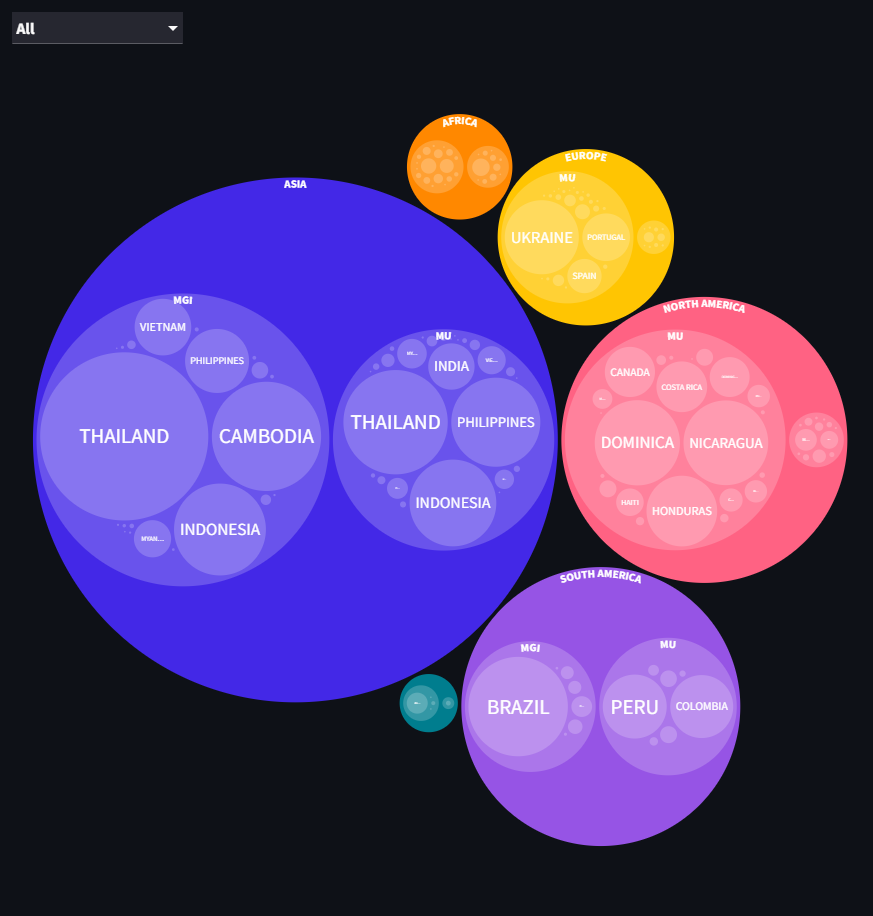 All
AFRICA
EUROPE
MU
UKRAINE
PORTUGAL
SPAIN
ASIA
MGI
VIETNAM
PHILIPPINES
THAILAND
CAMBODIA
INDONESIA
MYAN...
MU
INDIA
THAILAND
PHILIPPINES
INDONESIA
NORTH AMERICA
MU
CANADA
COSTA RICA
DOMINICA
NICARAGUA
HAITI
HONDURAS
SOUTH AMERICA
MGI
BRAZIL
MU
PERU
COLOMBIA